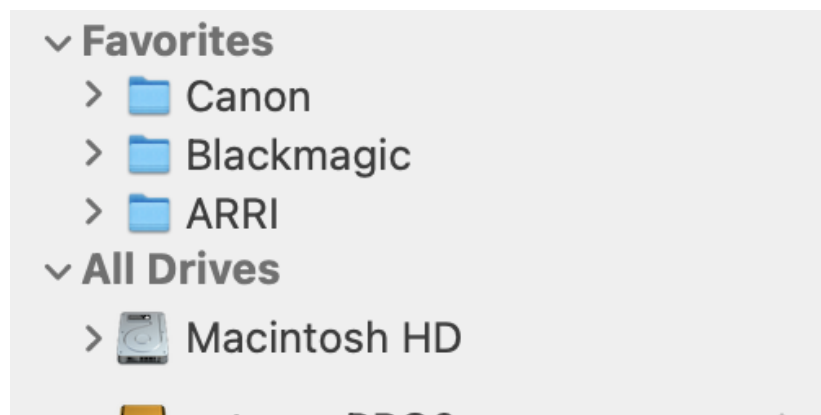 Favorites
Canon
Blackmagic
ARRI
All Drives
Macintosh HD